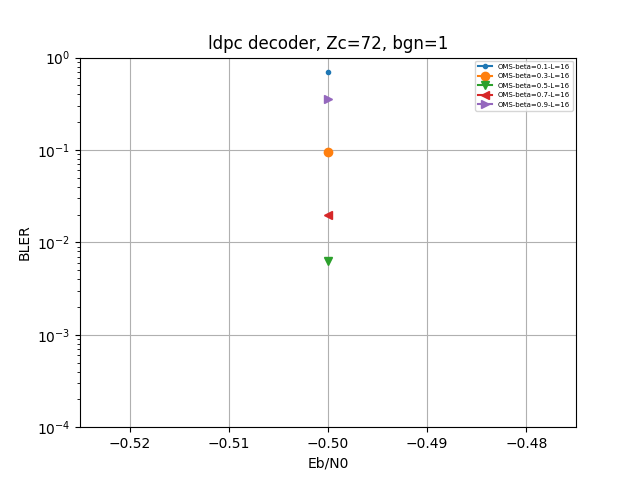 ldpc decoder, Zc=72, bgn=1
OMS-beta=0.1-L=16
OMS-beta=0.3-L=16
OMS-beta=0.5-L=16
OMS-beta=0.7-L=16
OMS-beta=0.9-L=16
BLER
10⁰
10⁻¹
10⁻²
10⁻³
10⁻⁴
−0.52 −0.51 −0.50 −0.49 −0.48
Eb/N0